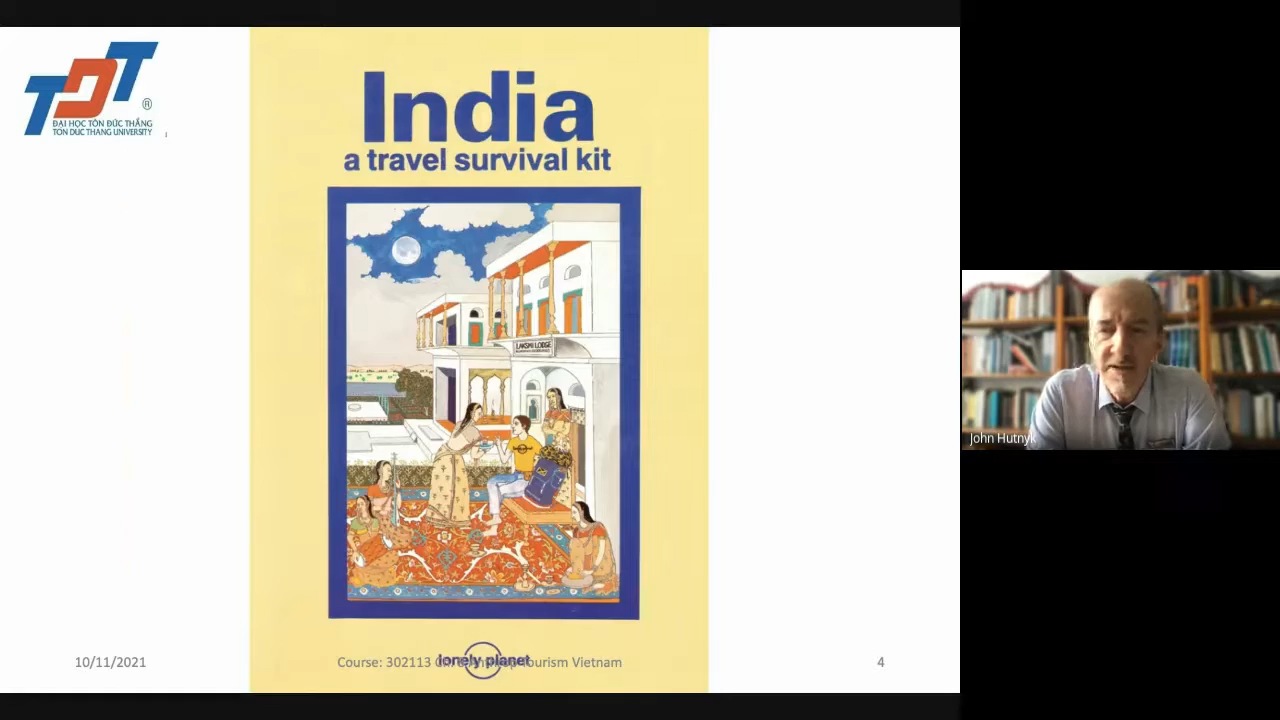 TDT
®
ĐẠI HỌC TÔN ĐỨC THẮNG
TON DUC THANG UNIVERSITY
India
a travel survival kit
LAKSMI LODGE
lonely planet
10/11/2021
Course: 302113 Tourism Vietnam
4
John Hutnyk